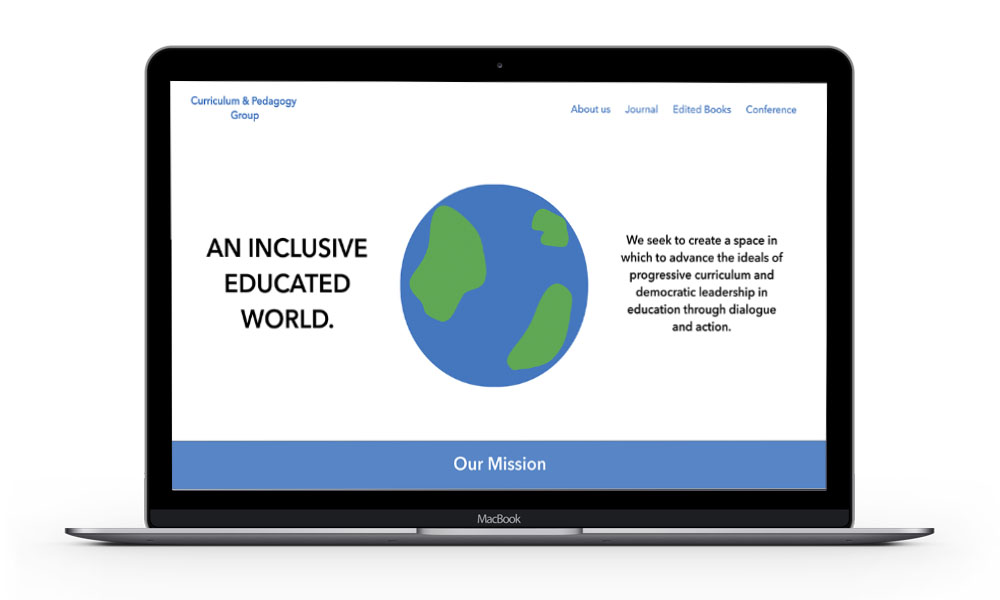 Curriculum & Pedagogy
Group
About us Journal Edited Books Conference
AN INCLUSIVE
EDUCATED
WORLD.
We seek to create a space in
which to advance the ideals of
progressive curriculum and
democratic leadership in
education through dialogue
and action.
Our Mission
MacBook